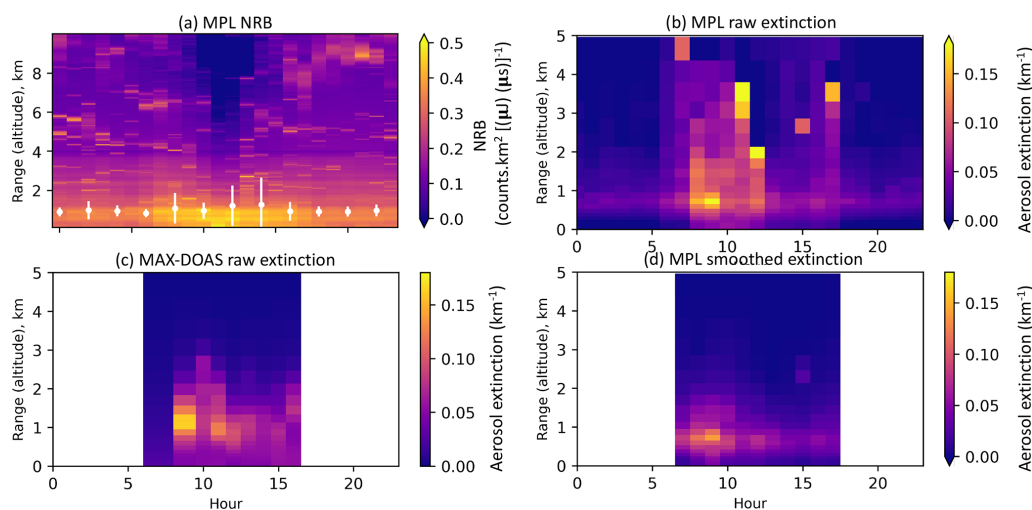 (a) MPL NRB
Range (altitude), km
8
6
4
2
0.5
0.4
0.3
0.2
0.1
0.0
NRB
(counts.km² [(μJ) (μs)]⁻¹
(b) MPL raw extinction
Range (altitude), km
5
4
3
2
1
0
0 5 10 15 20
Hour
0.15
0.10
0.05
0.00
Aerosol extinction (km⁻¹)
(c) MAX-DOAS raw extinction
Range (altitude), km
5
4
3
2
1
0
0 5 10 15 20
Hour
0.15
0.10
0.05
0.00
Aerosol extinction (km⁻¹)
(d) MPL smoothed extinction
Range (altitude), km
5
4
3
2
1
0
0 5 10 15 20
Hour
0.15
0.10
0.05
0.00
Aerosol extinction (km⁻¹)